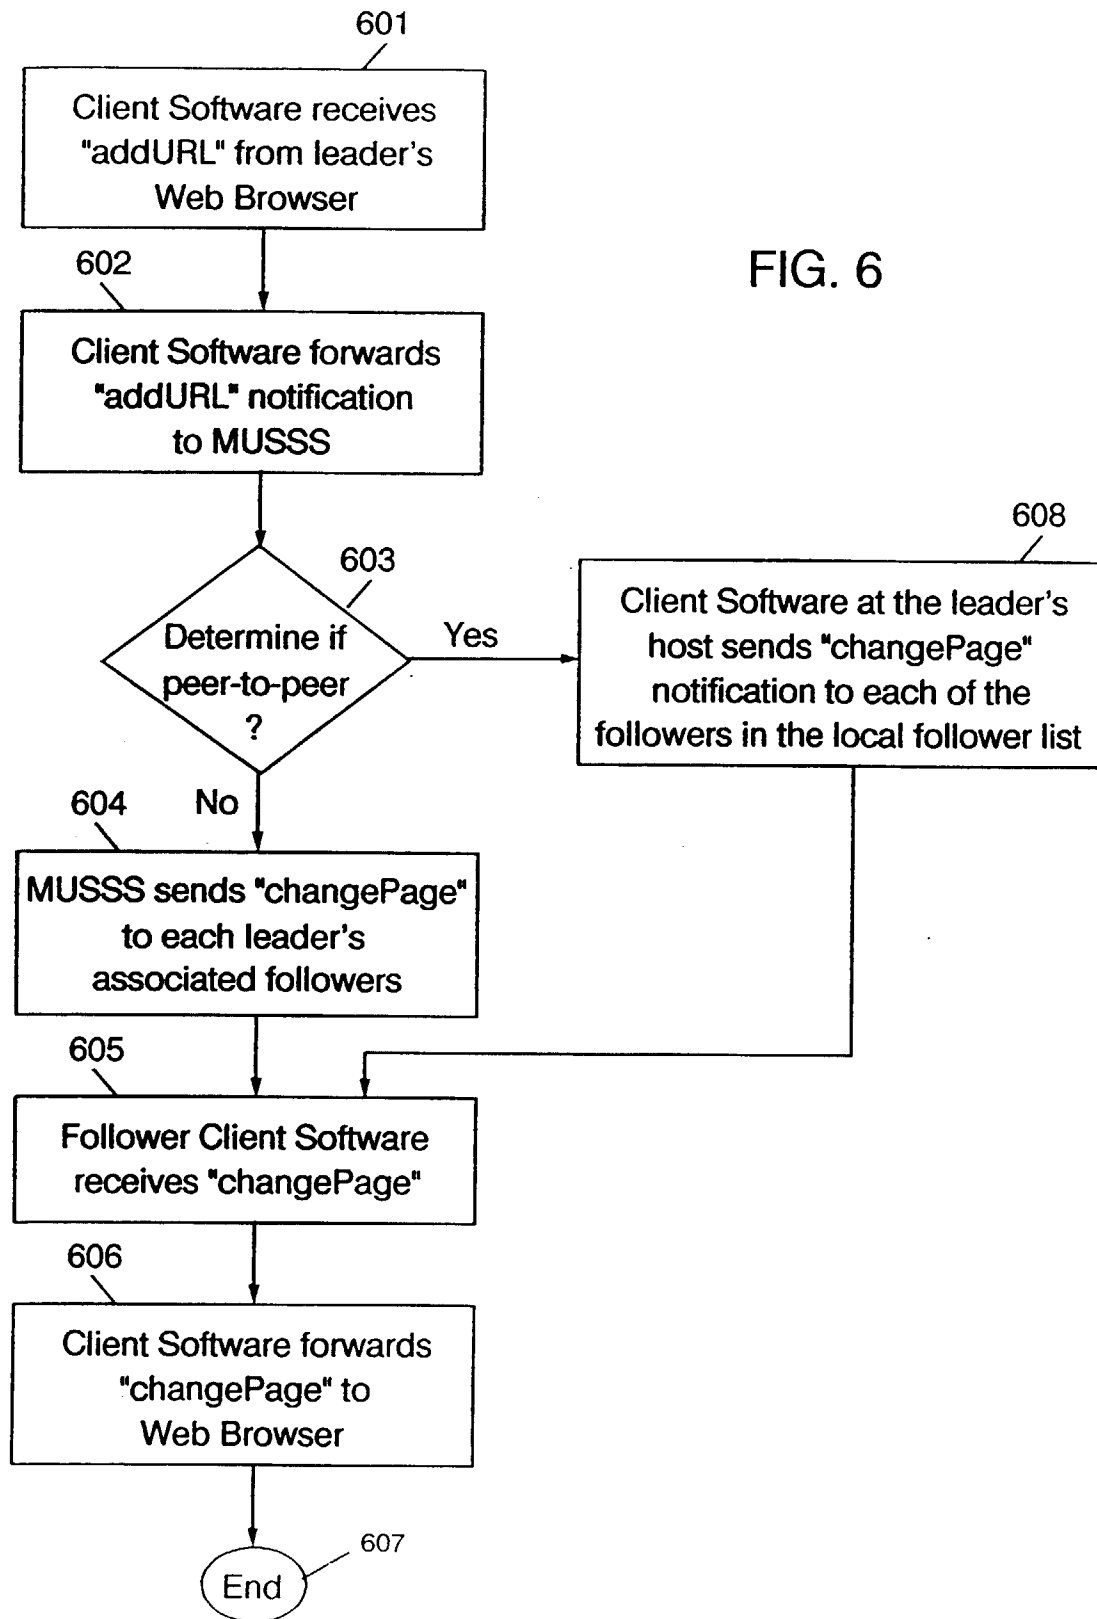 601
Client Software receives
"addURL" from leader's
Web Browser
FIG. 6
602
Client Software forwards
"addURL" notification
to MUSSS
603
Determine if
peer-to-peer
?
Yes
608
Client Software at the leader's
host sends "changePage"
notification to each of the
followers in the local follower list
No
604
MUSSS sends "changePage"
to each leader's
associated followers
605
Follower Client Software
receives "changePage"
606
Client Software forwards
"changePage" to
Web Browser
607
End